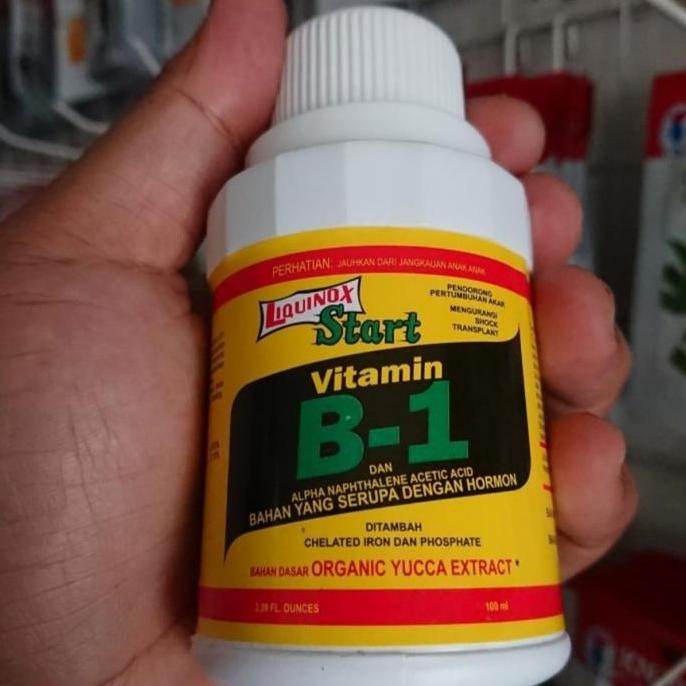 PERHATIAN: JAUHKAN DARI JANGKAUAN ANAK ANAK
LIQUINOX
Start
PENDORONG
PERTUMBUHAN AKAR
MENGURANGI
SHOCK
TRANSPLANT
Vitamin
B-1
DAN
ALPHA NAPHTHALENE ACETIC ACID
BAHAN YANG SERUPA DENGAN HORMON
DITAMBAH
CHELATED IRON DAN PHOSPHATE
BAHAN DASAR ORGANIC YUCCA EXTRACT *
3.39 FL. OUNCES
100 ml